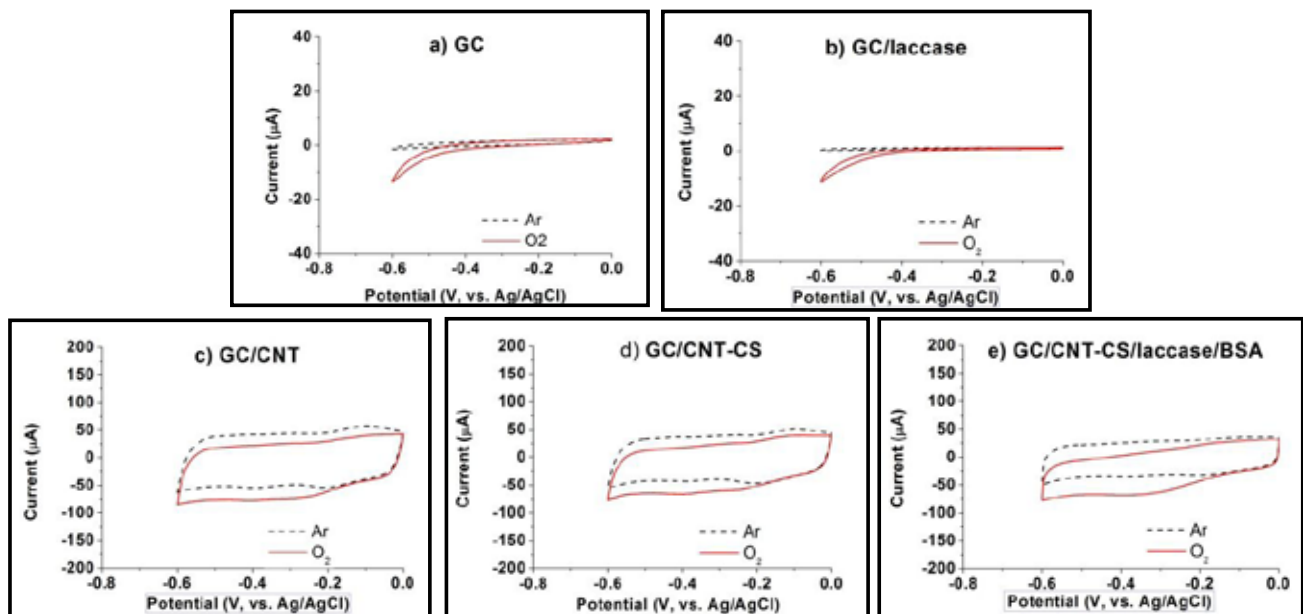 a) GC
40
20
0
-20
-40
Current (µA)
Ar
O2
-0.8 -0.6 -0.4 -0.2 0.0
Potential (V, vs. Ag/AgCl)
b) GC/laccase
40
20
0
-20
-40
Current (µA)
Ar
O₂
-0.8 -0.6 -0.4 -0.2 0.0
Potential (V, vs. Ag/AgCl)
c) GC/CNT
200
150
100
50
0
-50
-100
-150
-200
Current (µA)
Ar
O₂
-0.8 -0.6 -0.4 -0.2 0.0
Potential (V, vs. Ag/AgCl)
d) GC/CNT-CS
200
150
100
50
0
-50
-100
-150
-200
Current (µA)
Ar
O₂
-0.8 -0.6 -0.4 -0.2 0.0
Potential (V, vs. Ag/AgCl)
e) GC/CNT-CS/laccase/BSA
200
150
100
50
0
-50
-100
-150
-200
Current (µA)
Ar
O₂
-0.8 -0.6 -0.4 -0.2 0.0
Potential (V, vs. Ag/AgCl)